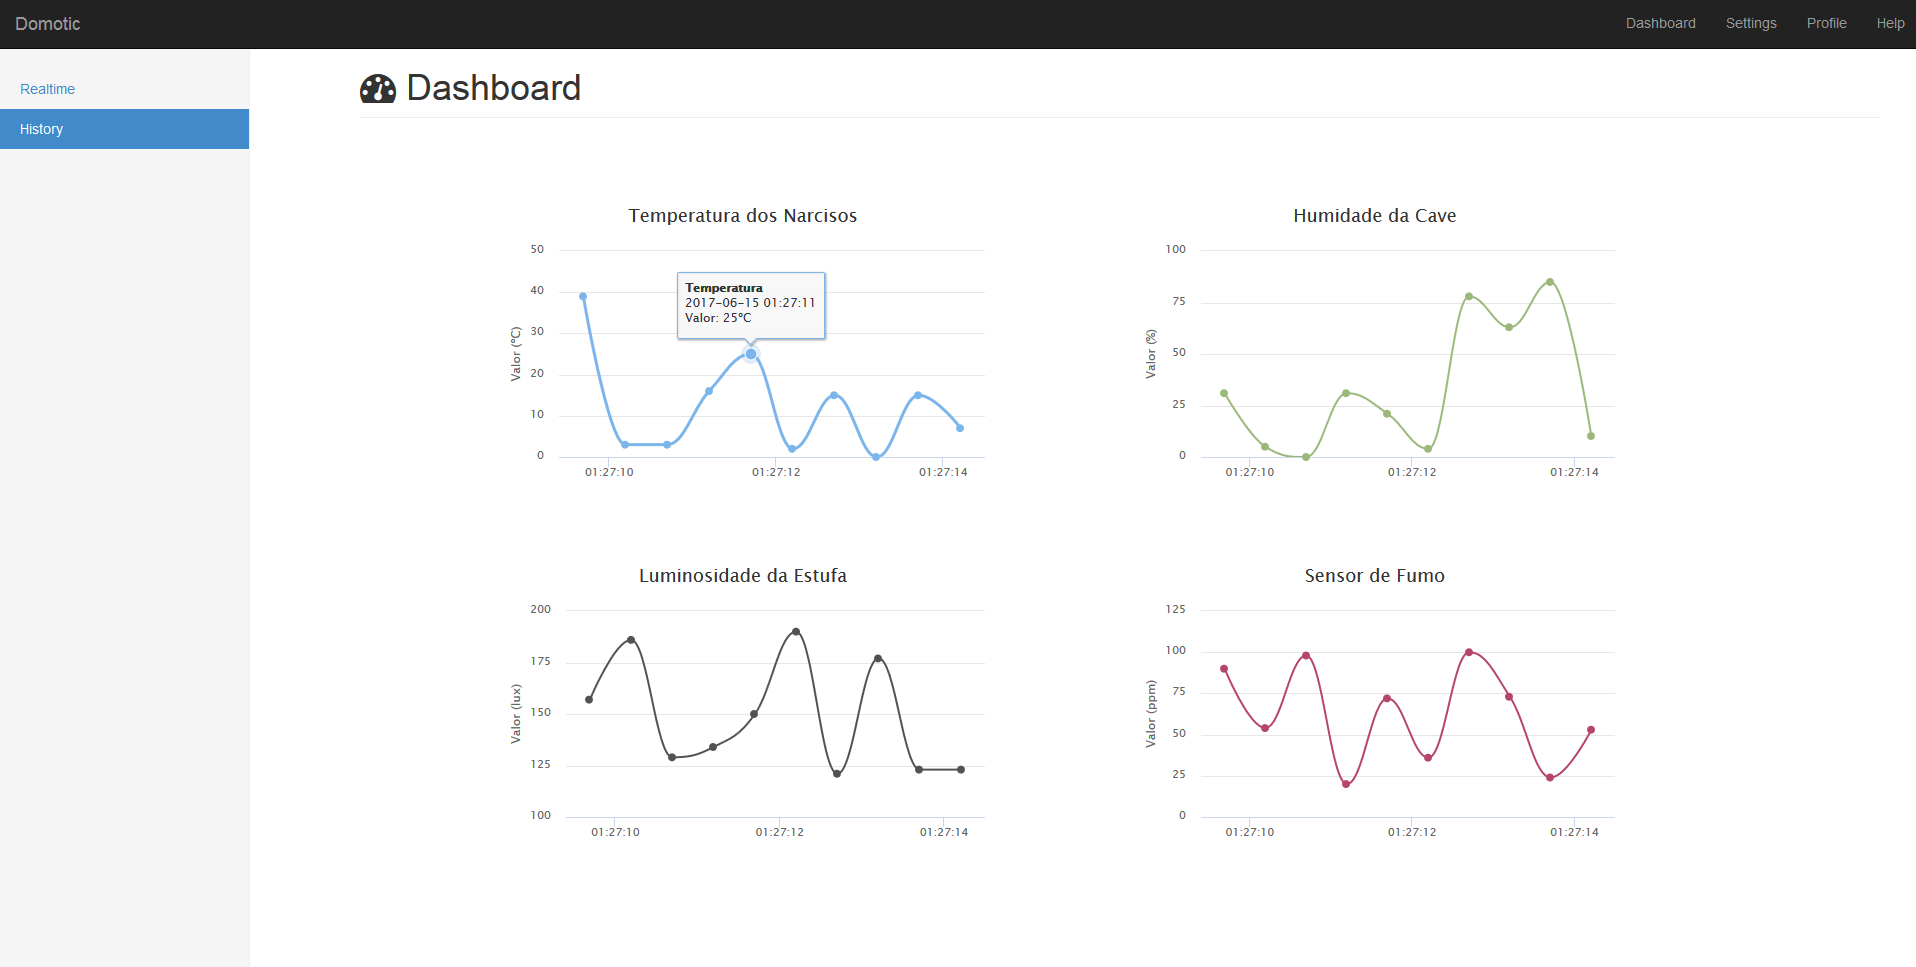 Domotic
Dashboard Settings Profile Help
Realtime
History
Dashboard
Temperatura dos Narcisos
Valor (ºC)
50
40
30
20
10
0
Temperatura
2017-06-15 01:27:11
Valor: 25ºC
01:27:10 01:27:12 01:27:14
Humidade da Cave
Valor (%)
100
75
50
25
0
01:27:10 01:27:12 01:27:14
Luminosidade da Estufa
Valor (lux)
200
175
150
125
100
01:27:10 01:27:12 01:27:14
Sensor de Fumo
Valor (ppm)
125
100
75
50
25
0
01:27:10 01:27:12 01:27:14